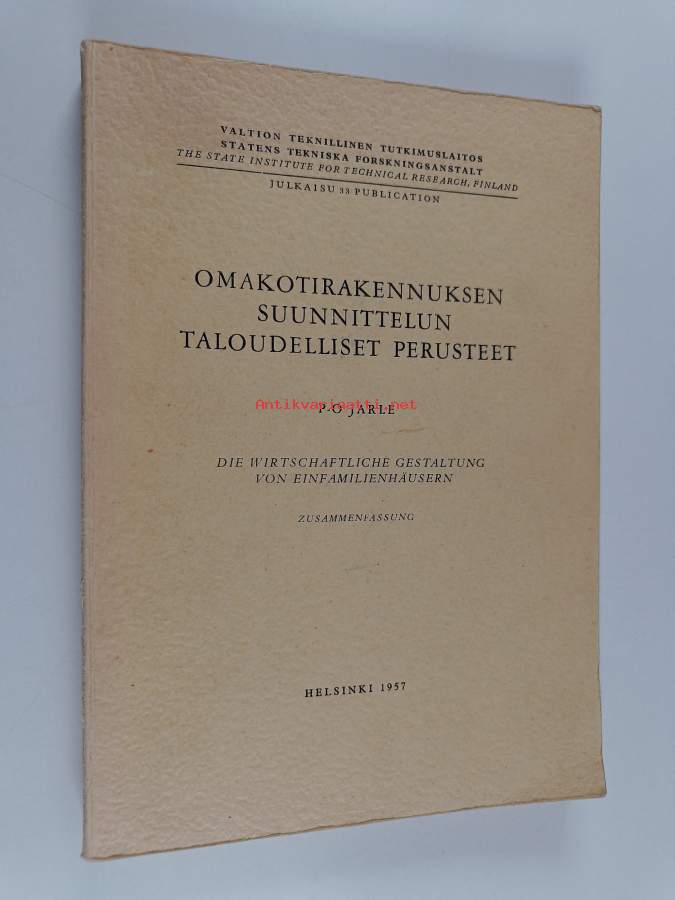 VALTION TEKNILLINEN TUTKIMUSLAITOS
STATENS TEKNISKA FORSKNINGSANSTALT
THE STATE INSTITUTE FOR TECHNICAL RESEARCH, FINLAND
JULKAISU 33 PUBLICATION
OMAKOTIRAKENNUKSEN
SUUNNITTELUN
TALOUDELLISET PERUSTEET
Antikvariaatti.net
P-O JARLE
DIE WIRTSCHAFTLICHE GESTALTUNG
VON EINFAMILIENHÄUSERN
ZUSAMMENFASSUNG
HELSINKI 1957